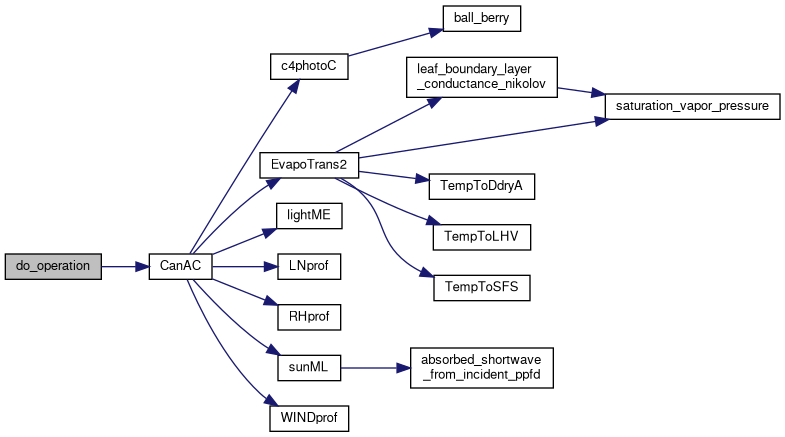 ball_berry
c4photoC
leaf_boundary_layer
_conductance_nikolov
saturation_vapor_pressure
EvapoTrans2
TempToDdryA
lightME
TempToLHV
do_operation
CanAC
LNprof
TempToSFS
RHprof
sunML
absorbed_shortwave
_from_incident_ppfd
WINDprof